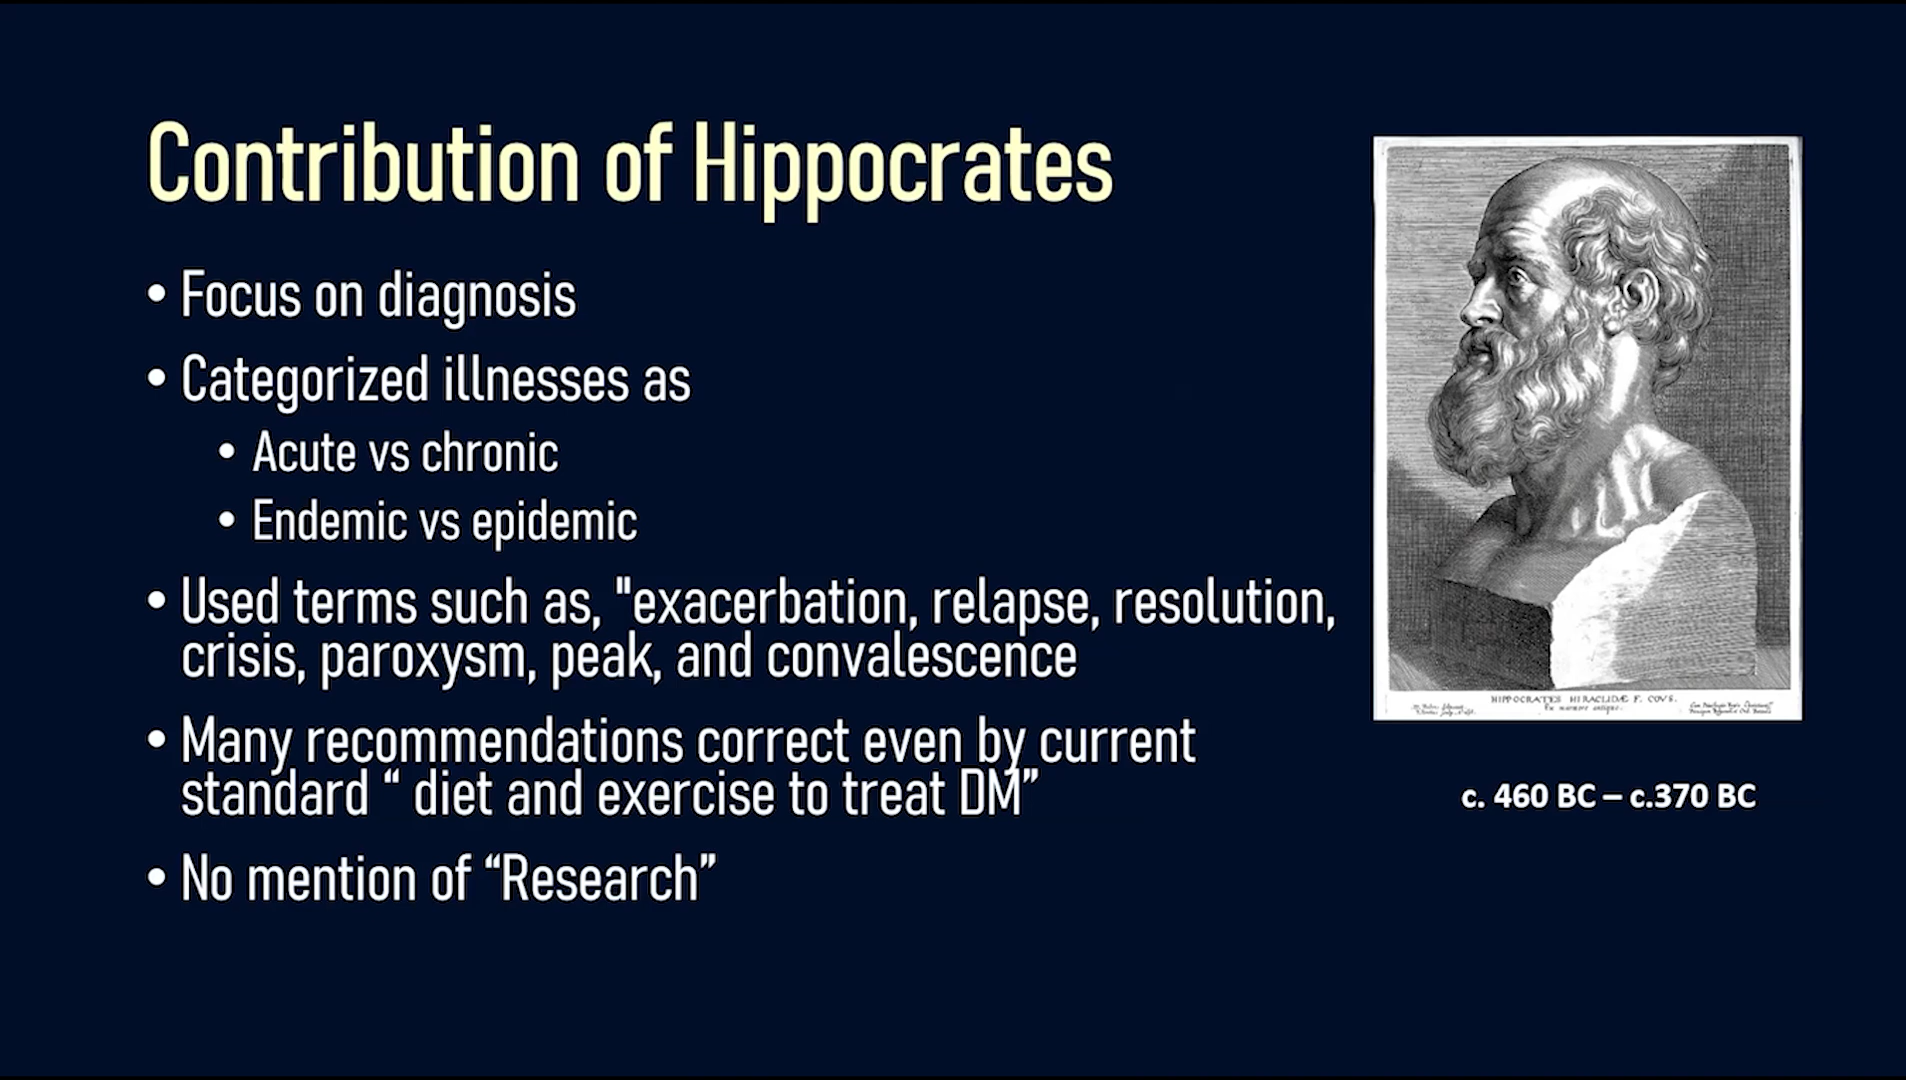 Contribution of Hippocrates
• Focus on diagnosis
• Categorized illnesses as
• Acute vs chronic
• Endemic vs epidemic
• Used terms such as, "exacerbation, relapse, resolution,
crisis, paroxysm, peak, and convalescence
• Many recommendations correct even by current
standard “ diet and exercise to treat DM”
• No mention of “Research”
HIPPOCRATES HIRACLIDÆ F. COVS.
c. 460 BC – c.370 BC